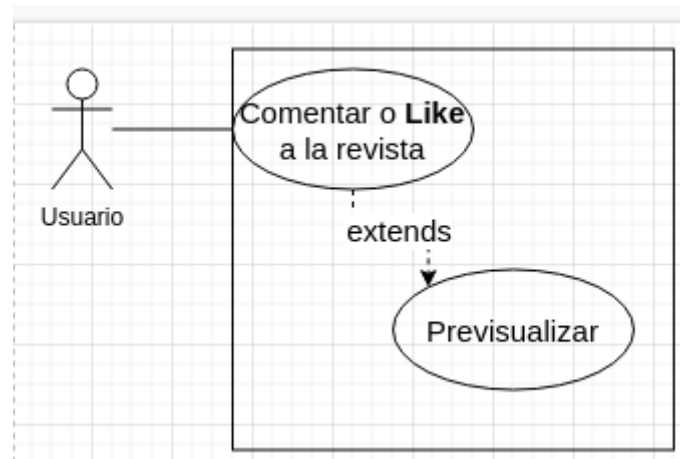 Comentar o Like
a la revista
Usuario
extends
Previsualizar